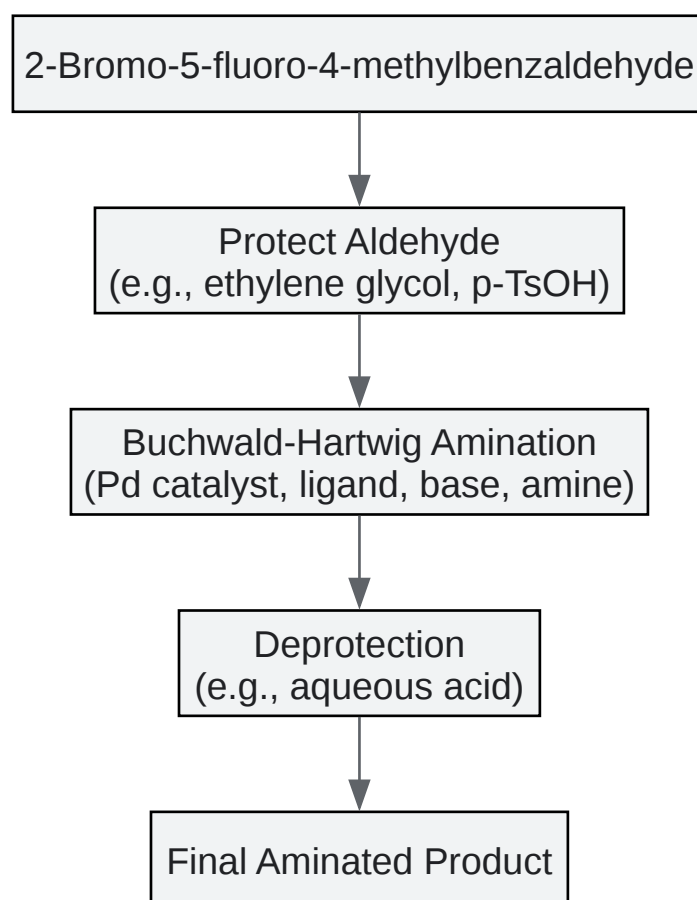 2-Bromo-5-fluoro-4-methylbenzaldehyde
Protect Aldehyde
(e.g., ethylene glycol, p-TsOH)
Buchwald-Hartwig Amination
(Pd catalyst, ligand, base, amine)
Deprotection
(e.g., aqueous acid)
Final Aminated Product